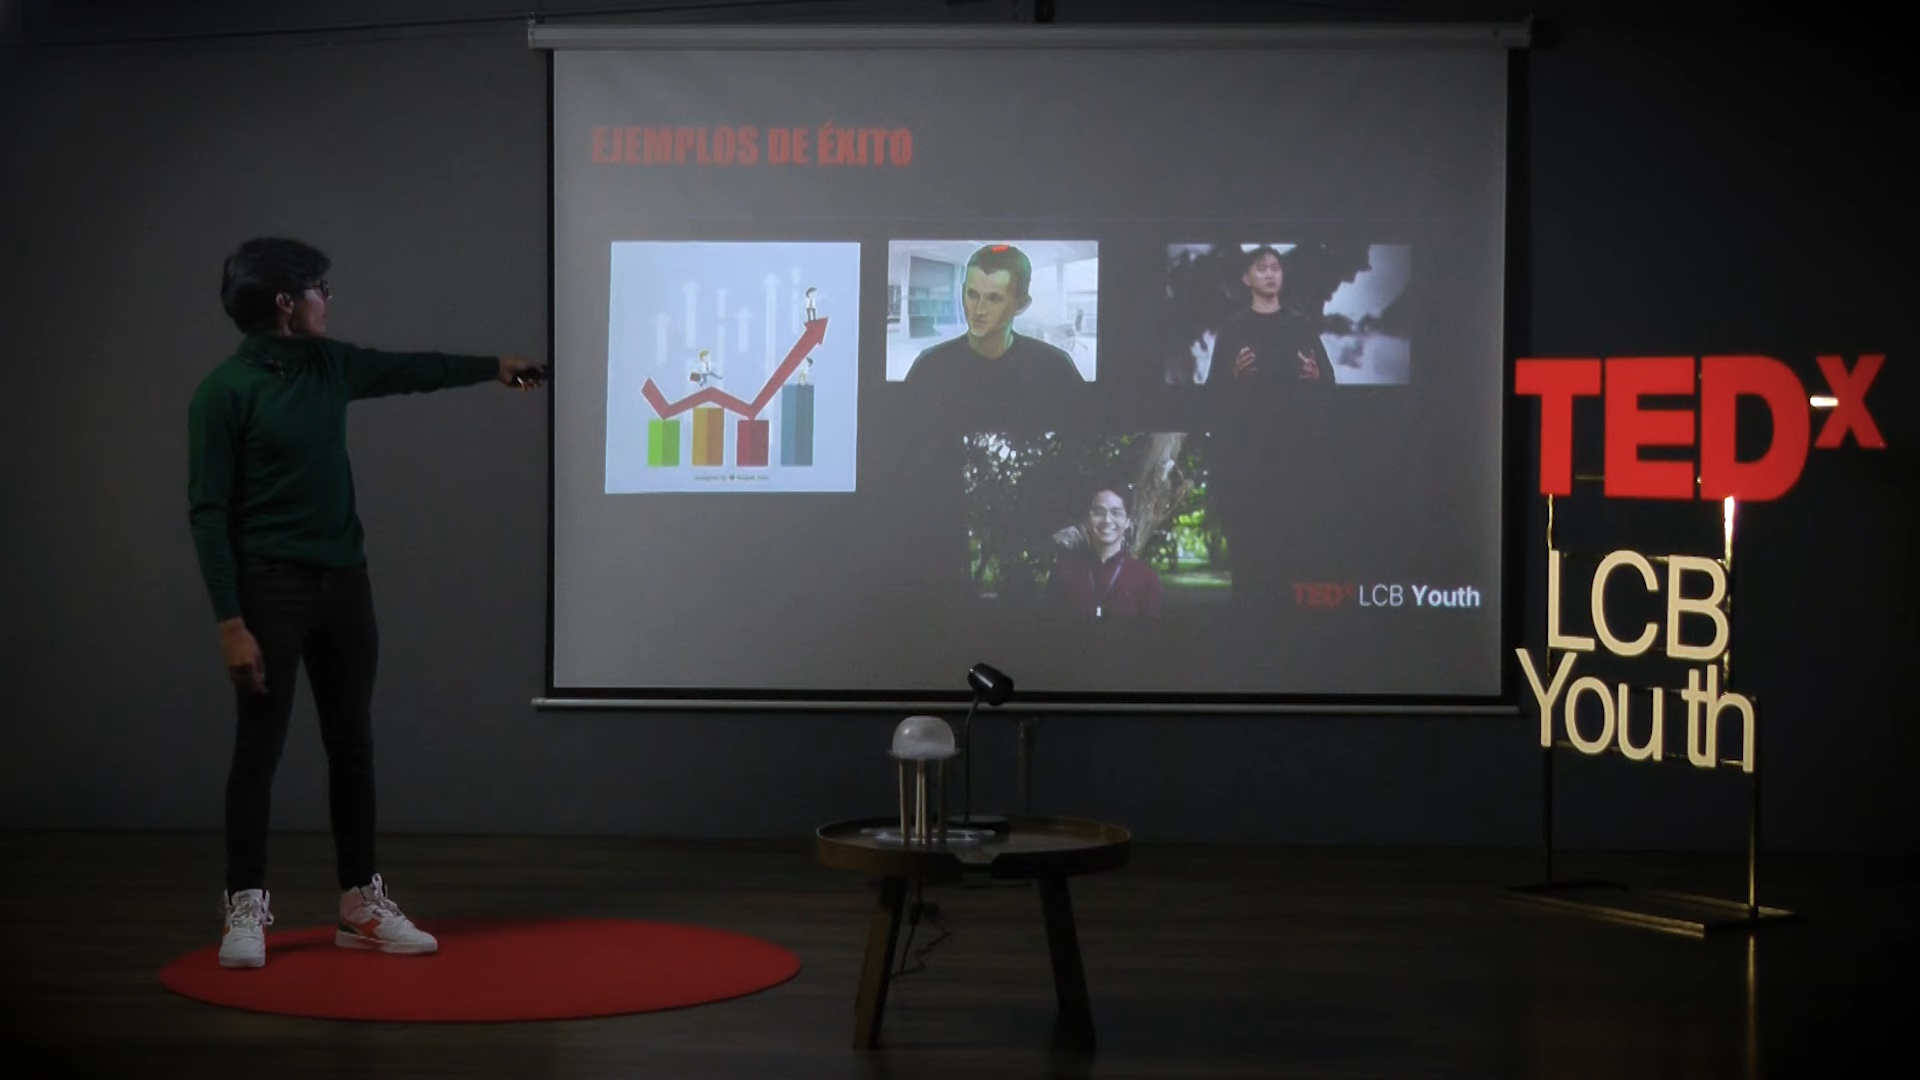 EJEMPLOS DE ÉXITO
TEDx LCB Youth
TEDx
LCB
Youth